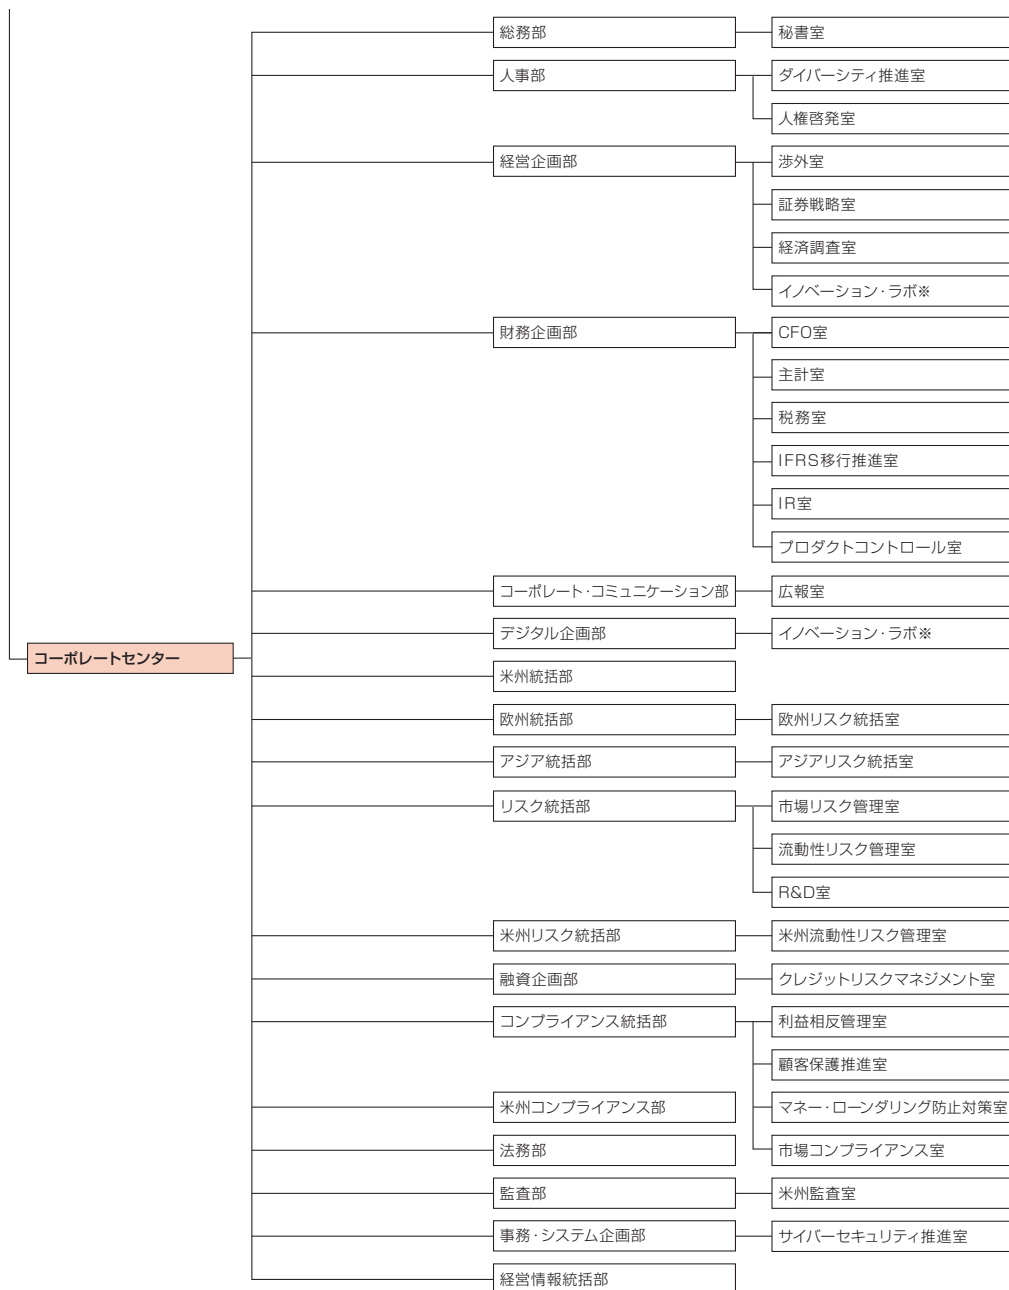 総務部
秘書室
人事部
ダイバーシティ推進室
人権啓発室
経営企画部
渉外室
証券戦略室
経済調査室
イノベーション・ラボ※
財務企画部
CFO室
主計室
税務室
IFRS移行推進室
IR室
プロダクトコントロール室
コーポレート・コミュニケーション部
広報室
デジタル企画部
イノベーション・ラボ※
コーポレートセンター
米州統括部
欧州統括部
欧州リスク統括室
アジア統括部
アジアリスク統括室
リスク統括部
市場リスク管理室
流動性リスク管理室
R&D室
米州リスク統括部
米州流動性リスク管理室
融資企画部
クレジットリスクマネジメント室
コンプライアンス統括部
利益相反管理室
顧客保護推進室
米州コンプライアンス部
マネー・ローンダリング防止対策室
法務部
市場コンプライアンス室
監査部
米州監査室
事務・システム企画部
サイバーセキュリティ推進室
経営情報統括部